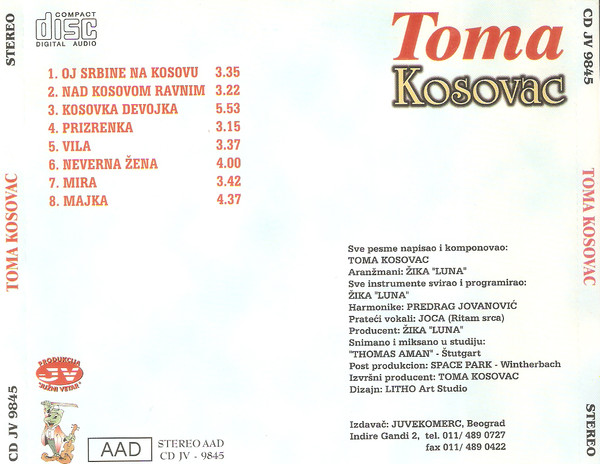 STEREO
TOMA KOSOVAC
CD JV 9845
COMPACT
disc
DIGITAL AUDIO
Toma
Kosovac
1. OJ SRBINE NA KOSOVU 3.35
2. NAD KOSOVOM RAVNIM 3.22
3. KOSOVKA DEVOJKA 5.53
4. PRIZRENKA 3.15
5. VILA 3.37
6. NEVERNA ŽENA 4.00
7. MIRA 3.42
8. MAJKA 4.37
Sve pesme napisao i komponovao:
TOMA KOSOVAC
Aranžmani: ŽIKA "LUNA"
Sve instrumente svirao i programirao:
ŽIKA "LUNA"
Harmonike: PREDRAG JOVANOVIĆ
Prateći vokali: JOCA (Ritam srca)
Producent: ŽIKA "LUNA"
Snimano i miksano u studiju:
"THOMAS AMAN" - Štutgart
Post produkcion: SPACE PARK - Wintherbach
Izvršni producent: TOMA KOSOVAC
Dizajn: LITHO Art Studio
PRODUKCIJA
JV
"JUŽNI VETAR"
AAD
STEREO AAD
CD JV - 9845
Izdavač: JUVEKOMERC, Beograd
Indire Gandi 2, tel. 011/ 489 0727
fax 011/ 489 0422
CD JV 9845
TOMA KOSOVAC
STEREO